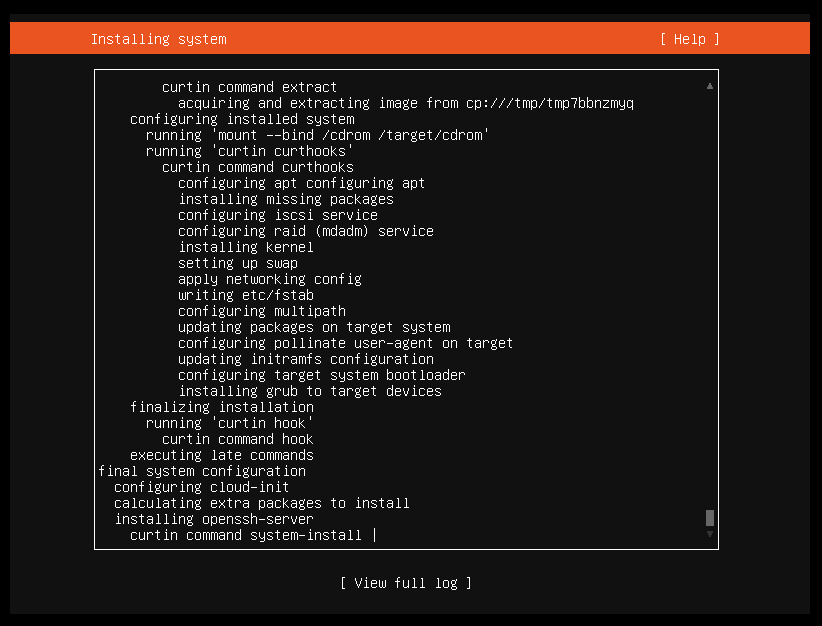 Installing system [ Help ]
curtin command extract
acquiring and extracting image from cp:///tmp/tmp7bbnzmyq
configuring installed system
running 'mount --bind /cdrom /target/cdrom'
running 'curtin curthooks'
curtin command curthooks
configuring apt configuring apt
installing missing packages
configuring iscsi service
configuring raid (mdadm) service
installing kernel
setting up swap
apply networking config
writing etc/fstab
configuring multipath
updating packages on target system
configuring pollinate user-agent on target
updating initramfs configuration
configuring target system bootloader
installing grub to target devices
finalizing installation
running 'curtin hook'
curtin command hook
executing late commands
final system configuration
configuring cloud-init
calculating extra packages to install
installing openssh-server
curtin command system-install |
[ View full log ]